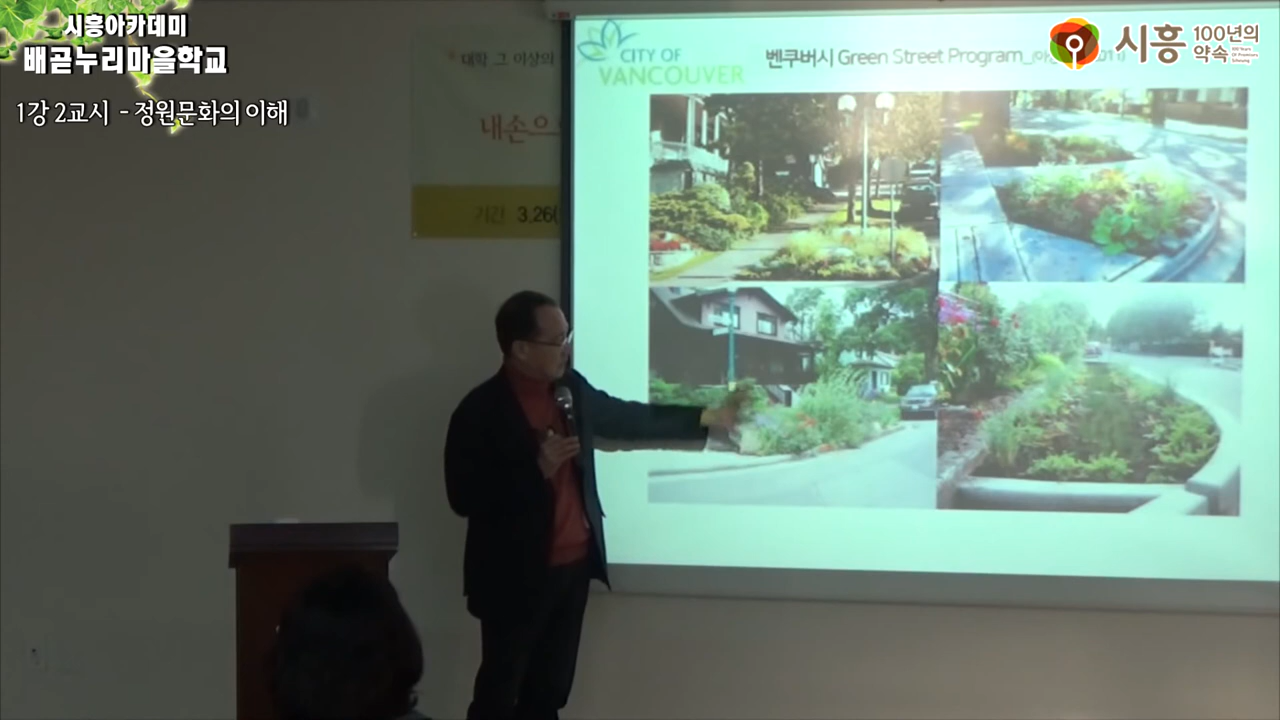 시흥아카데미
배곧누리마을학교
1강 2교시 - 정원문화의 이해
대학 그 이상의
내손으
기간 3.26(
CITY OF
VANCOUVER
벤쿠버시 Green Street Program_
시흥 100년의
약속